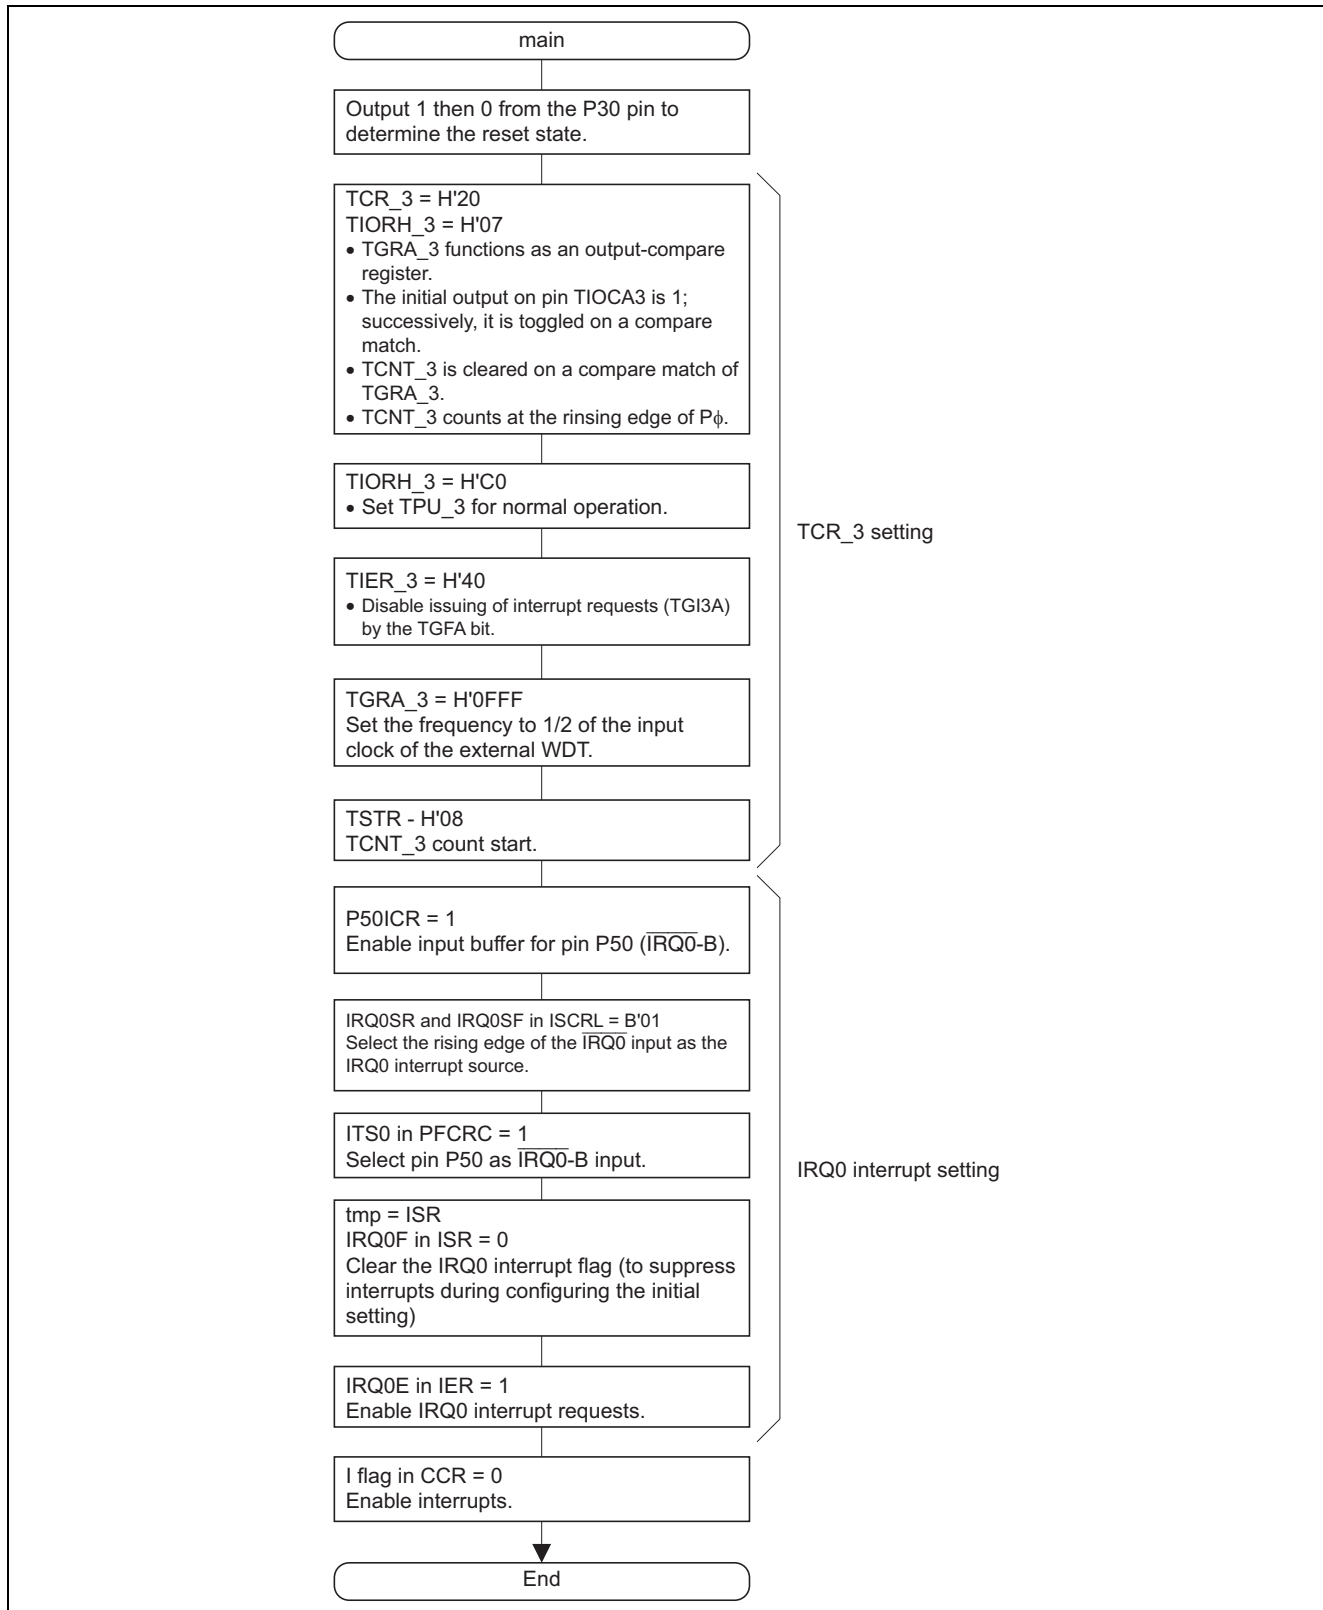 main
Output 1 then 0 from the P30 pin to
determine the reset state.
TCR_3 = H'20
TIORH_3 = H'07
• TGRA_3 functions as an output-compare
register.
• The initial output on pin TIOCA3 is 1;
successively, it is toggled on a compare
match.
• TCNT_3 is cleared on a compare match of
TGRA_3.
• TCNT_3 counts at the rinsing edge of Pϕ.
TIORH_3 = H'C0
• Set TPU_3 for normal operation.
TIER_3 = H'40
• Disable issuing of interrupt requests (TGI3A)
by the TGFA bit.
TGRA_3 = H'0FFF
Set the frequency to 1/2 of the input
clock of the external WDT.
TSTR - H'08
TCNT_3 count start.
TCR_3 setting
P50ICR = 1
Enable input buffer for pin P50 (I̅R̅Q̅0̅-B).
IRQ0SR and IRQ0SF in ISCRL = B'01
Select the rising edge of the I̅R̅Q̅0̅ input as the
IRQ0 interrupt source.
ITS0 in PFCRC = 1
Select pin P50 as I̅R̅Q̅0̅-B input.
tmp = ISR
IRQ0F in ISR = 0
Clear the IRQ0 interrupt flag (to suppress
interrupts during configuring the initial
setting)
IRQ0E in IER = 1
Enable IRQ0 interrupt requests.
IRQ0 interrupt setting
I flag in CCR = 0
Enable interrupts.
End